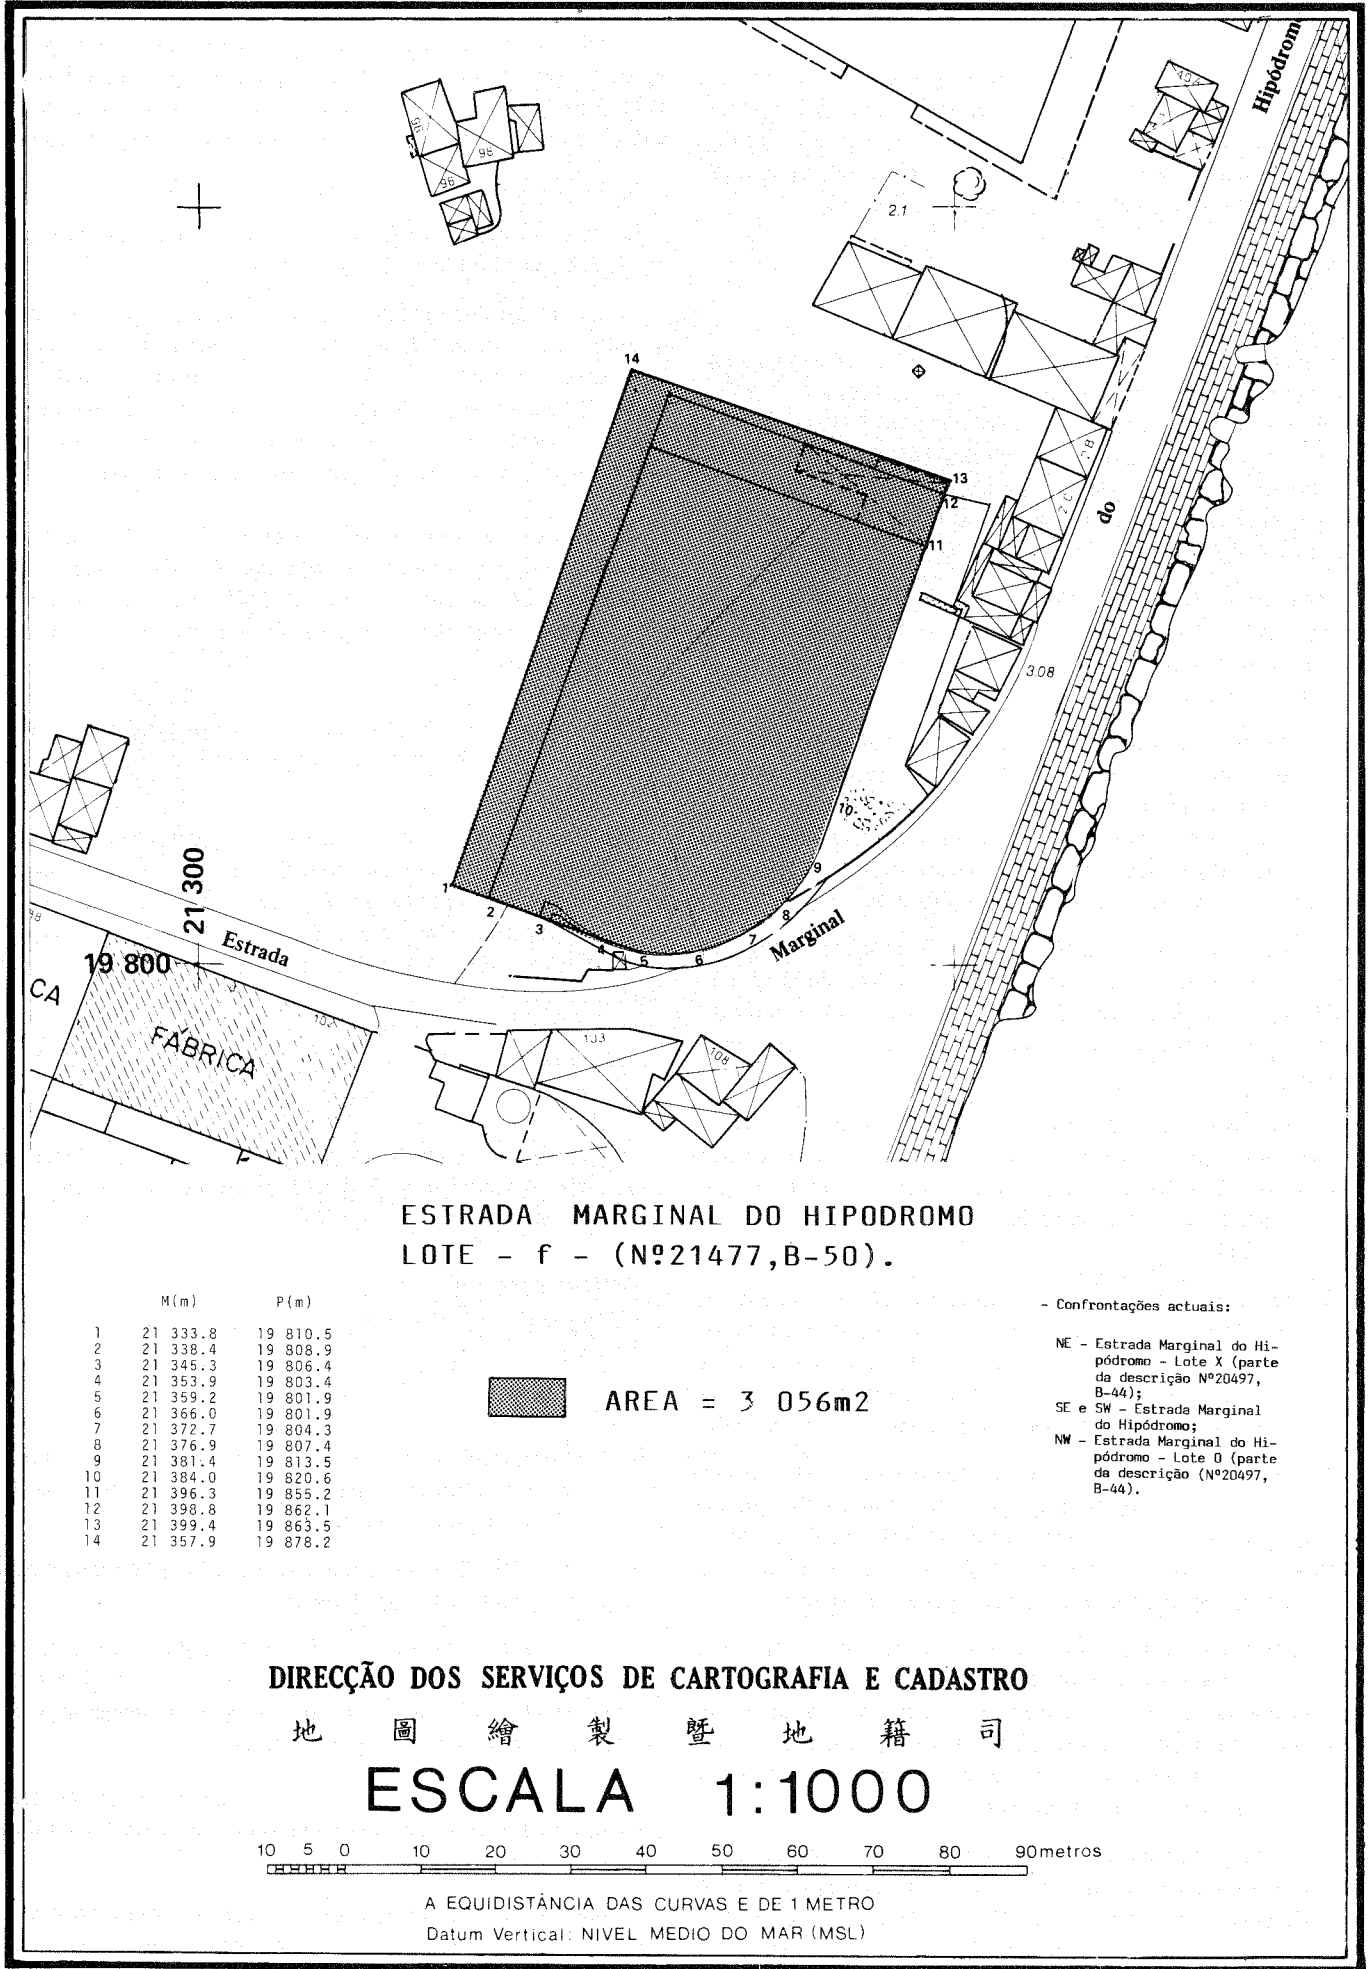 Hipódromo
40A
96
98
96
2.1
14
2B
13
12
2C
do
11
3.08
10
9
8
7
6
5
4
3
2
1
21 300
19 800
Estrada
Marginal
CA
FÁBRICA
102
103
108
ESTRADA MARGINAL DO HIPODROMO
LOTE - f - (Nº21477,B-50).
M(m) P(m)
1 21 333.8 19 810.5
2 21 338.4 19 808.9
3 21 345.3 19 806.4
4 21 353.9 19 803.4
5 21 359.2 19 801.9
6 21 366.0 19 801.9
7 21 372.7 19 804.3
8 21 376.9 19 807.4
9 21 381.4 19 813.5
10 21 384.0 19 820.6
11 21 396.3 19 855.2
12 21 398.8 19 862.1
13 21 399.4 19 863.5
14 21 357.9 19 878.2
AREA = 3 056m2
- Confrontações actuais:
NE - Estrada Marginal do Hi-
pódromo - Lote X (parte
da descrição Nº20497,
B-44);
SE e SW - Estrada Marginal
do Hipódromo;
NW - Estrada Marginal do Hi-
pódromo - Lote O (parte
da descrição (Nº20497,
B-44).
DIRECÇÃO DOS SERVIÇOS DE CARTOGRAFIA E CADASTRO
地圖繪製暨地籍司
ESCALA 1:1000
10 5 0 10 20 30 40 50 60 70 80 90metros
A EQUIDISTÂNCIA DAS CURVAS E DE 1 METRO
Datum Vertical: NIVEL MEDIO DO MAR (MSL)